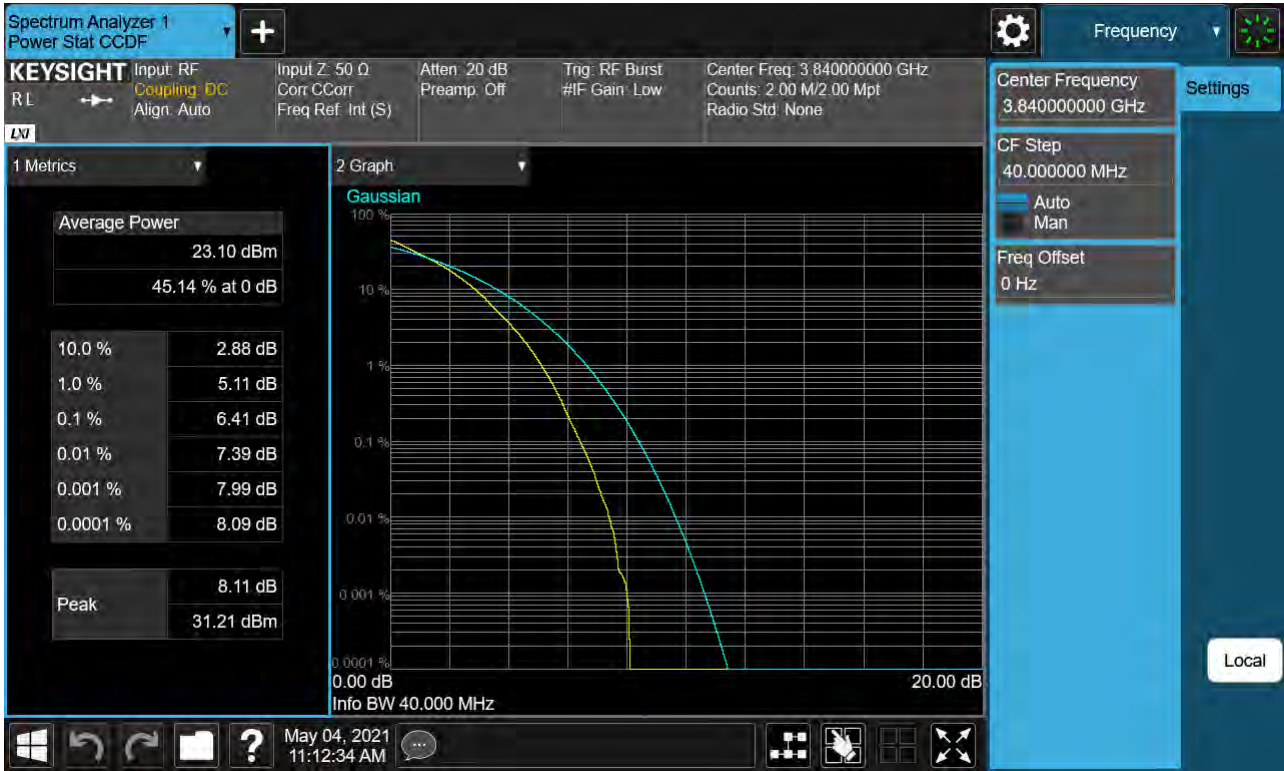 Spectrum Analyzer 1
Power Stat CCDF
Frequency
KEYSIGHT
RL
LXI
Input: RF
Coupling: DC
Align: Auto
Input Z: 50 Ω
Corr CCorr
Freq Ref: Int (S)
Atten: 20 dB
Preamp: Off
Trig: RF Burst
#IF Gain: Low
Center Freq: 3.840000000 GHz
Counts: 2.00 M/2.00 Mpt
Radio Std: None
Center Frequency
3.840000000 GHz
Settings
CF Step
40.000000 MHz
Auto
Man
Freq Offset
0 Hz
1 Metrics
Average Power
23.10 dBm
45.14 % at 0 dB
10.0 % 2.88 dB
1.0 % 5.11 dB
0.1 % 6.41 dB
0.01 % 7.39 dB
0.001 % 7.99 dB
0.0001 % 8.09 dB
Peak
8.11 dB
31.21 dBm
2 Graph
Gaussian
100 %
10 %
1 %
0.1 %
0.01 %
0.001 %
0.0001 %
0.00 dB 20.00 dB
Info BW 40.000 MHz
Local
?
May 04, 2021
11:12:34 AM